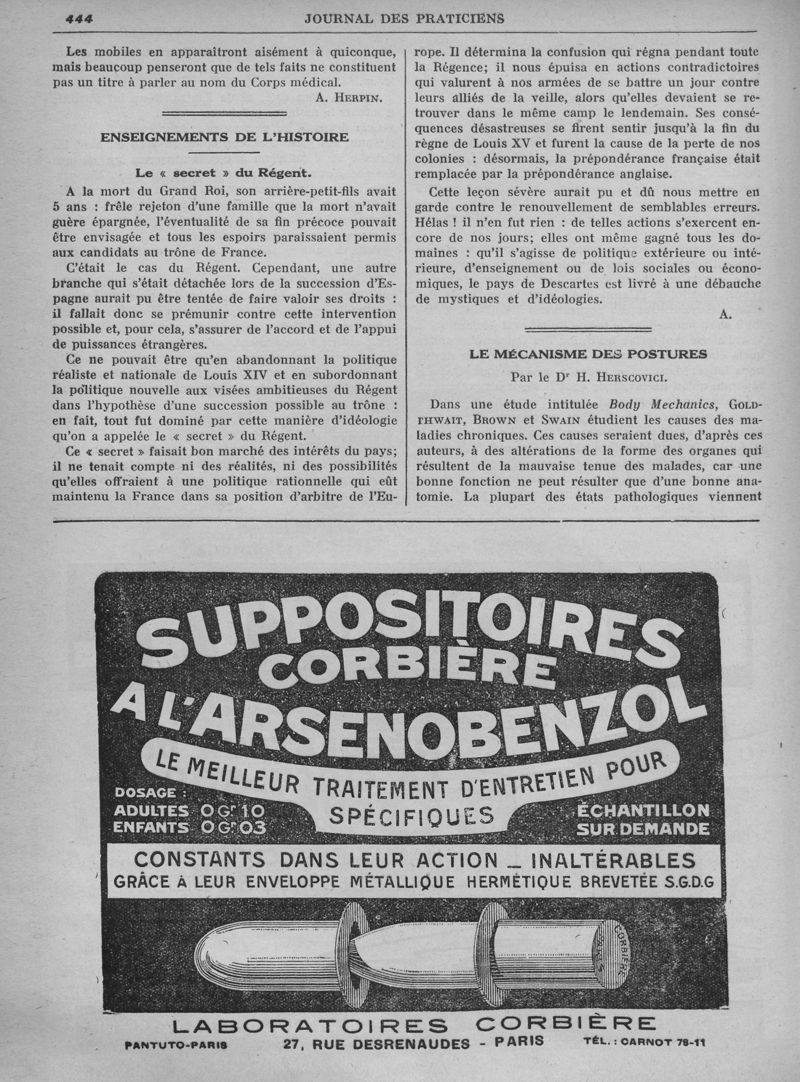 444
JOURNAL DES PRATICIENS
Les mobiles en apparaîtront aisément à quiconque,
mais beaucoup penseront que de tels faits ne constituent
pas un titre à parler au nom du Corps médical.
A. HERPIN.
ENSEIGNEMENTS DE L'HISTOIRE
Le « secret » du Régent.
A la mort du Grand Roi, son arrière-petit-fils avait
5 ans : frêle rejeton d'une famille que la mort n'avait
guère épargnée, l'éventualité de sa fin précoce pouvait
être envisagée et tous les espoirs paraissaient permis
aux candidats au trône de France.
C'était le cas du Régent. Cependant, une autre
branche qui s'était détachée lors de la succession d'Es-
pagne aurait pu être tentée de faire valoir ses droits :
il fallait donc se prémunir contre cette intervention
possible et, pour cela, s'assurer de l'accord et de l'appui
de puissances étrangères.
Ce ne pouvait être qu'en abandonnant la politique
réaliste et nationale de Louis XIV et en subordonnant
la politique nouvelle aux visées ambitieuses du Régent
dans l'hypothèse d'une succession possible au trône :
en fait, tout fut dominé par cette manière d'idéologie
qu'on a appelée le « secret » du Régent.
Ce « secret » faisait bon marché des intérêts du pays;
il ne tenait compte ni des réalités, ni des possibilités
qu'elles offraient à une politique rationnelle qui eût
maintenu la France dans sa position d'arbitre de l'Eu-
rope. Il détermina la confusion qui régna pendant toute
la Régence; il nous épuisa en actions contradictoires
qui valurent à nos armées de se battre un jour contre
leurs alliés de la veille, alors qu'elles devaient se re-
trouver dans le même camp le lendemain. Ses consé-
quences désastreuses se firent sentir jusqu'à la fin du
règne de Louis XV et furent la cause de la perte de nos
colonies : désormais, la prépondérance française était
remplacée par la prépondérance anglaise.
Cette leçon sévère aurait pu et dû nous mettre en
garde contre le renouvellement de semblables erreurs.
Hélas ! il n'en fut rien : de telles actions s'exercent en-
core de nos jours; elles ont même gagné tous les do-
maines : qu'il s'agisse de politique extérieure ou inté-
rieure, d'enseignement ou de lois sociales ou écono-
miques, le pays de Descartes est livré à une débauche
de mystiques et d'idéologies.
A.
LE MÉCANISME DES POSTURES
Par le Dr H. HERSCOVICI.
Dans une étude intitulée Body Mechanics, GOLD-
THWAIT, BROWN et SWAIN étudient les causes des ma-
ladies chroniques. Ces causes seraient dues, d'après ces
auteurs, à des altérations de la forme des organes qui
résultent de la mauvaise tenue des malades, car une
bonne fonction ne peut résulter que d'une bonne ana-
tomie. La plupart des états pathologiques viennent
SUPPOSITOIRES
CORBIÈRE
A L'ARSENOBENZOL
LE MEILLEUR TRAITEMENT D'ENTRETIEN POUR
SPÉCIFIQUES
DOSAGE :
ADULTES 0 Gr 10
ENFANTS 0 Gr 03
ÉCHANTILLON
SUR DEMANDE
CONSTANTS DANS LEUR ACTION _ INALTÉRABLES
GRÂCE À LEUR ENVELOPPE MÉTALLIQUE HERMÉTIQUE BREVETÉE S.G.D.G
CORBIÈRE
LABORATOIRES CORBIÈRE
PANTUTO-PARIS
27, RUE DESRENAUDES - PARIS
TÉL. : CARNOT 78-11